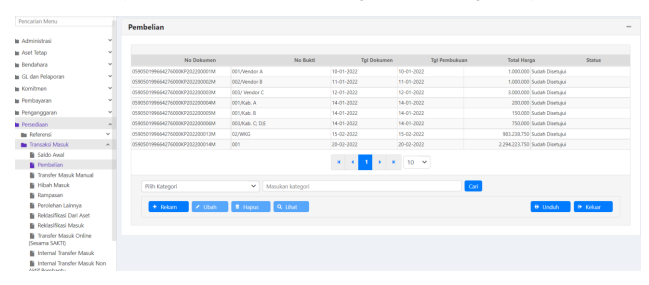 Pencarian Menu
Administrasi
Aset Tetap
Bendahara
GL dan Pelaporan
Komitmen
Pembayaran
Penganggaran
Persediaan
Referensi
Transaksi Masuk
Saldo Awal
Pembelian
Transfer Masuk Manual
Hibah Masuk
Rampasan
Perolehan Lainnya
Reklasifikasi Dari Aset
Reklasifikasi Masuk
Transfer Masuk Online
(Sesama SAKTI)
Internal Transfer Masuk
Internal Transfer Masuk Non
Pembelian
No Dokumen No Bukti Tgl Dokumen Tgl Pembukuan Total Harga Status
059050199664276000KP202200001M 001/Vendor A 10-01-2022 10-01-2022 1.000.000 Sudah Disetujui
059050199664276000KP202200002M 002/Vendor B 11-01-2022 11-01-2022 1.000.000 Sudah Disetujui
059050199664276000KP202200003M 003/ Vendor C 12-01-2022 12-01-2022 3.000.000 Sudah Disetujui
059050199664276000KP202200004M 001/Kab. A 14-01-2022 14-01-2022 200.000 Sudah Disetujui
059050199664276000KP202200005M 001/Kab. B 14-01-2022 14-01-2022 150.000 Sudah Disetujui
059050199664276000KP202200006M 14-01-2022 14-01-2022 750.000 Sudah Disetujui
059050199664276000KP202200013M 02/WKG 15-02-2022 15-02-2022 983.238.750 Sudah Disetujui
059050199664276000KP202200014M 001 20-02-2022 20-02-2022 2.294.223.750 Sudah Disetujui
1 10
Pilih Kategori Masukan kategori Cari
Rekam Ubah Hapus Lihat Unduh Keluar